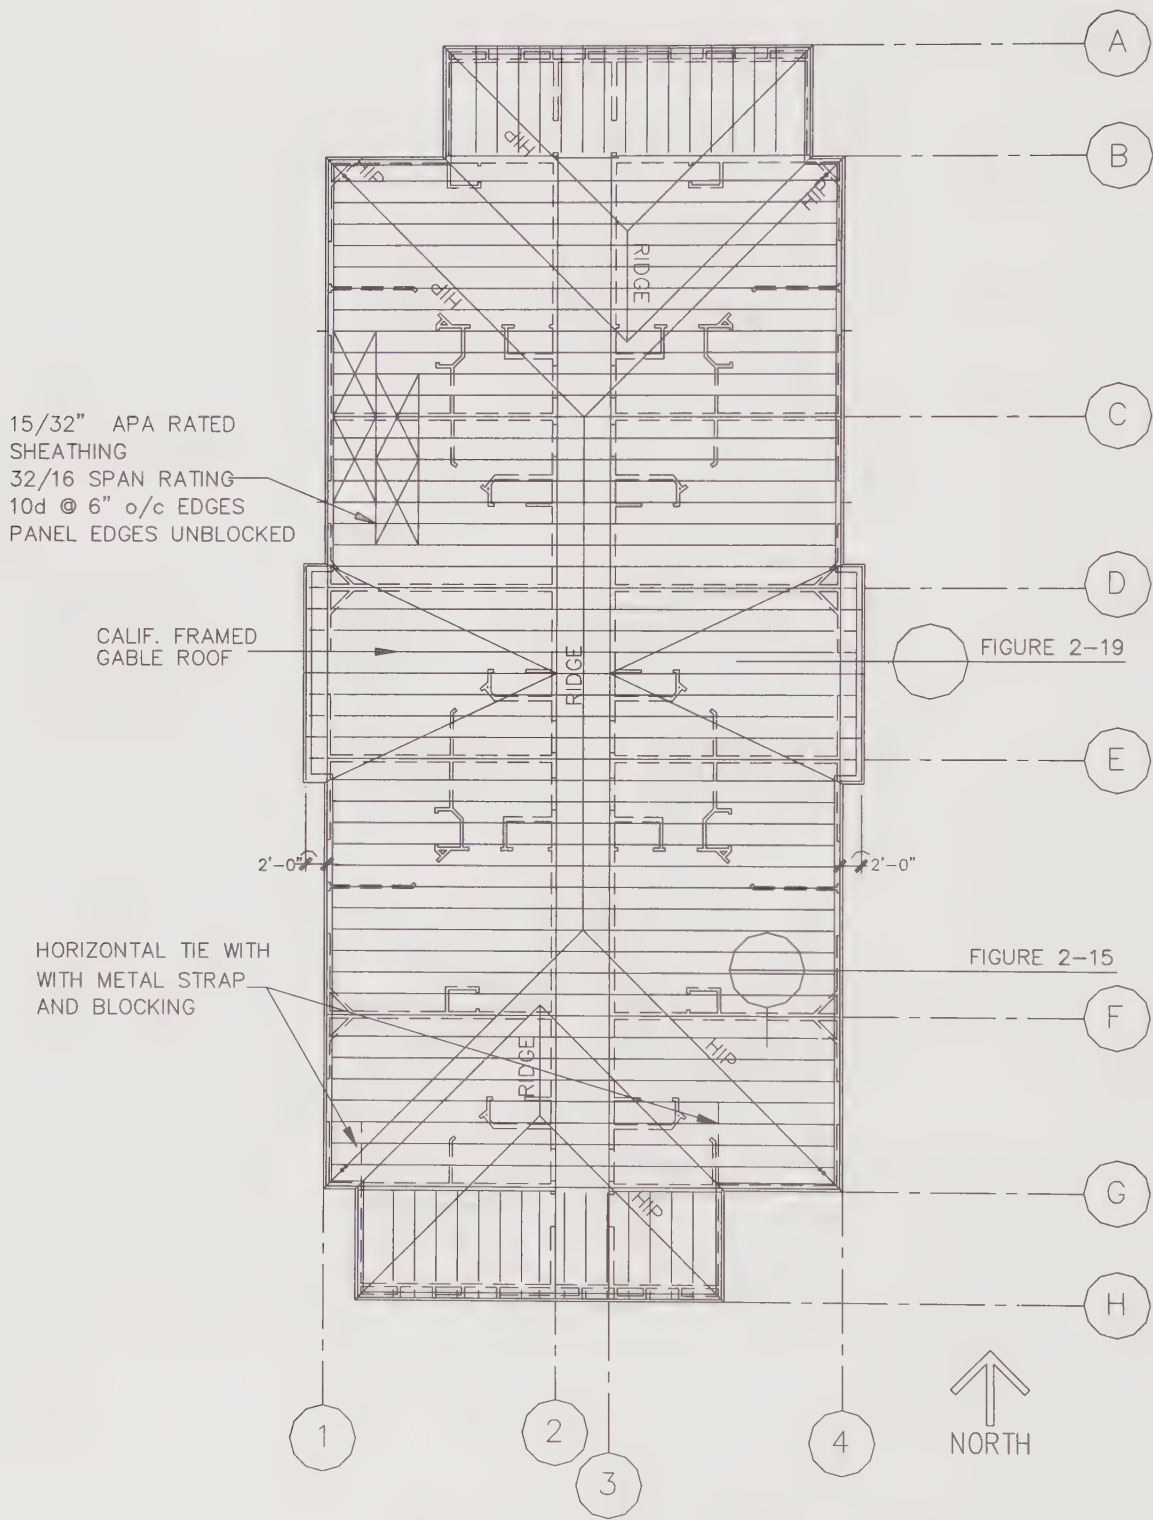 A
B
HIP
HIP
HIP
RIDGE
HIP
15/32" APA RATED
SHEATHING
32/16 SPAN RATING
10d @ 6" o/c EDGES
PANEL EDGES UNBLOCKED
C
D
CALIF. FRAMED
GABLE ROOF
RIDGE
FIGURE 2-19
E
2'-0"
2'-0"
HORIZONTAL TIE WITH
WITH METAL STRAP
AND BLOCKING
FIGURE 2-15
F
RIDGE
HIP
G
HIP
H
1
2
3
4
NORTH